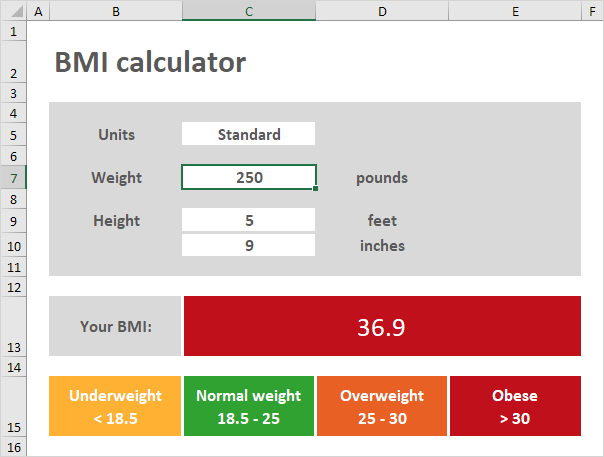 A B C D E F
1
2 BMI calculator
3
4
5 Units Standard
6
7 Weight 250 pounds
8
9 Height 5 feet
10 9 inches
11
12
13 Your BMI: 36.9
14
Underweight Normal weight Overweight Obese
15 < 18.5 18.5 - 25 25 - 30 > 30
16